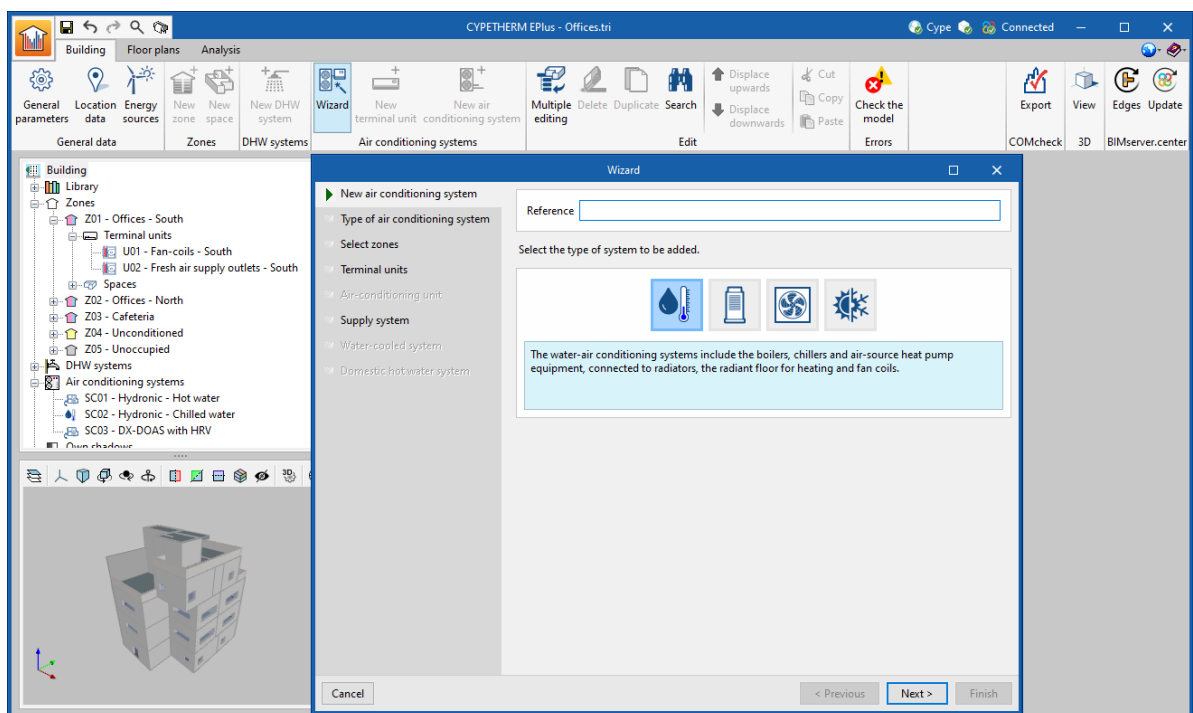 CYPETHERM EPlus - Offices.tri
Cype
Connected
Building Floor plans Analysis
General parameters
Location data
Energy sources
General data
New zone
New space
Zones
New DHW system
DHW systems
Wizard
New terminal unit
New air conditioning system
Air conditioning systems
Multiple editing
Delete
Duplicate
Search
Displace upwards
Displace downwards
Cut
Copy
Paste
Edit
Check the model
Errors
Export
COMcheck
View
3D
Edges
Update
BIMserver.center
Building
Library
Zones
Z01 - Offices - South
Terminal units
U01 - Fan-coils - South
U02 - Fresh air supply outlets - South
Spaces
Z02 - Offices - North
Z03 - Cafeteria
Z04 - Unconditioned
Z05 - Unoccupied
DHW systems
Air conditioning systems
SC01 - Hydronic - Hot water
SC02 - Hydronic - Chilled water
SC03 - DX-DOAS with HRV
Own shadows
3D
Wizard
New air conditioning system
Type of air conditioning system
Select zones
Terminal units
Air-conditioning unit
Supply system
Water-cooled system
Domestic hot water system
Reference
Select the type of system to be added.
The water-air conditioning systems include the boilers, chillers and air-source heat pump
equipment, connected to radiators, the radiant floor for heating and fan coils.
Cancel
< Previous
Next >
Finish